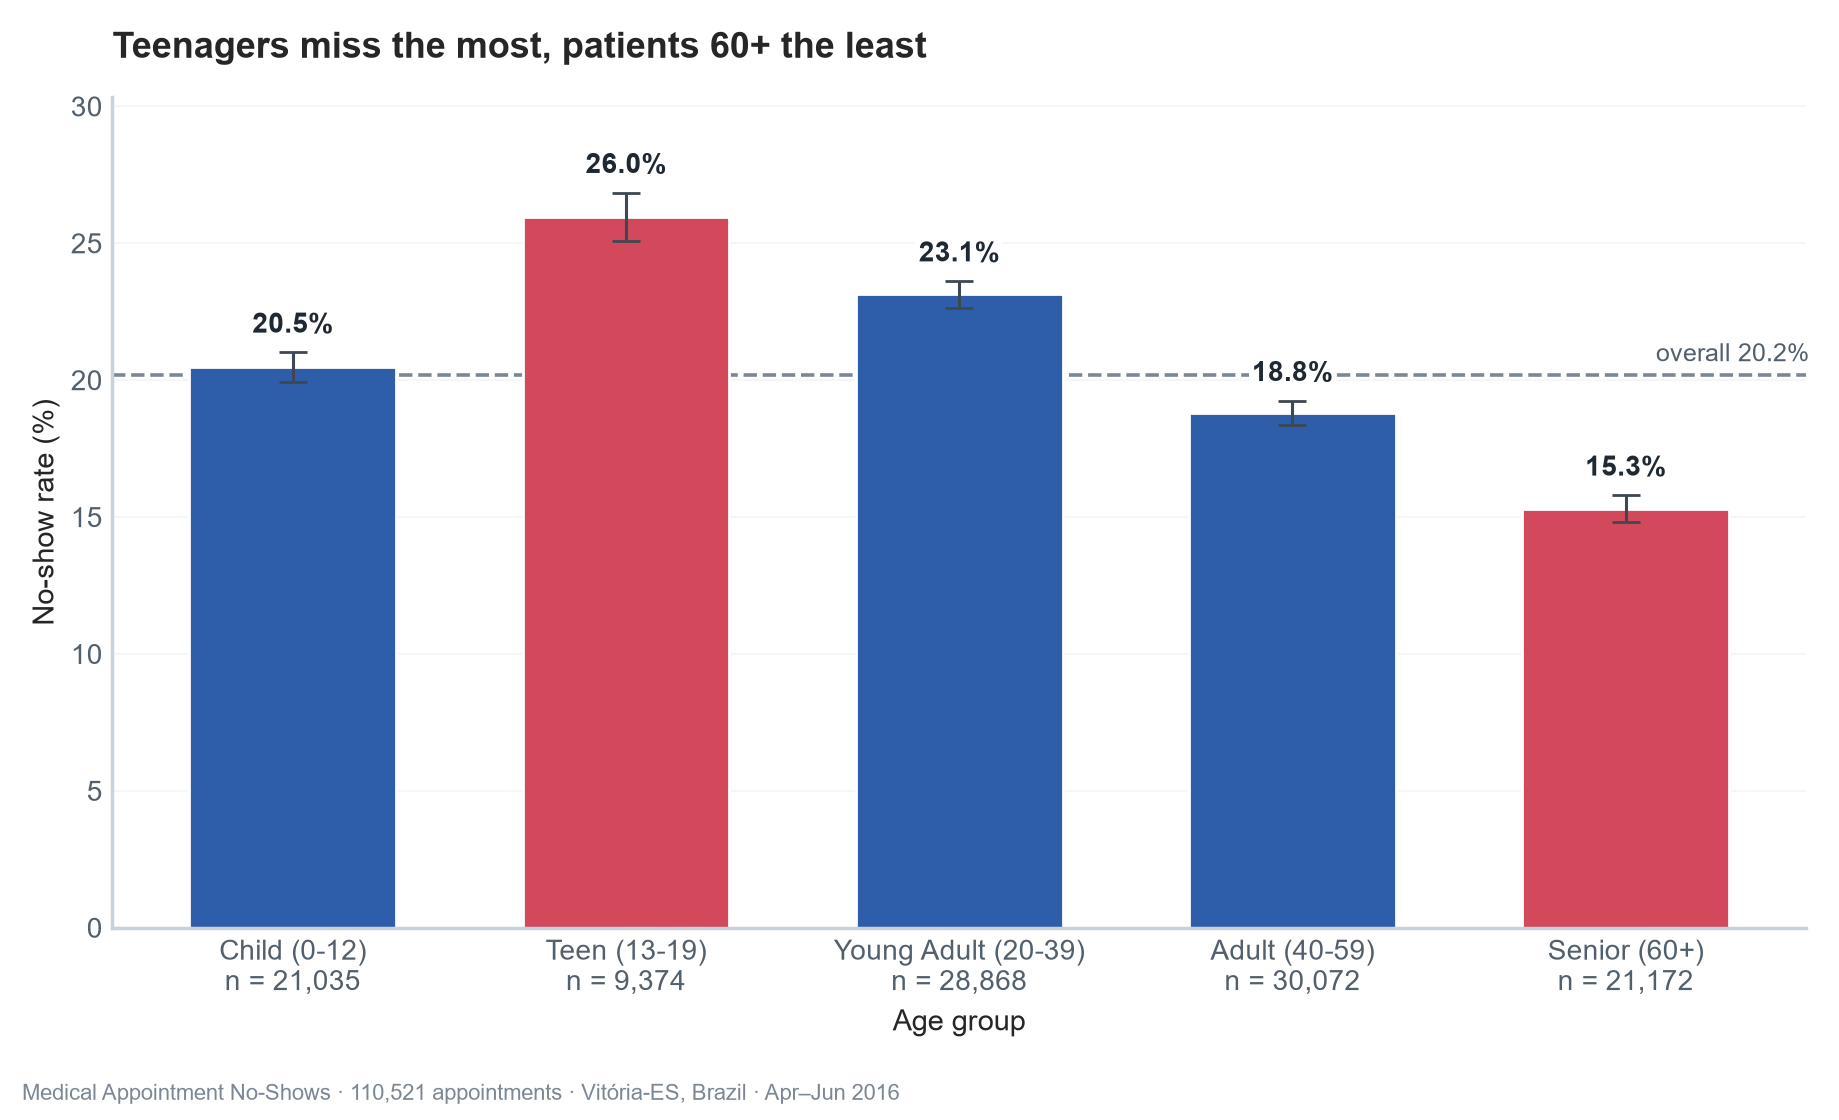 Teenagers miss the most, patients 60+ the least
30
25
20
15
10
5
0
No-show rate (%)
20.5%
26.0%
23.1%
18.8%
15.3%
overall 20.2%
Child (0-12)
n = 21,035
Teen (13-19)
n = 9,374
Young Adult (20-39)
n = 28,868
Adult (40-59)
n = 30,072
Senior (60+)
n = 21,172
Age group
Medical Appointment No-Shows · 110,521 appointments · Vitória-ES, Brazil · Apr–Jun 2016